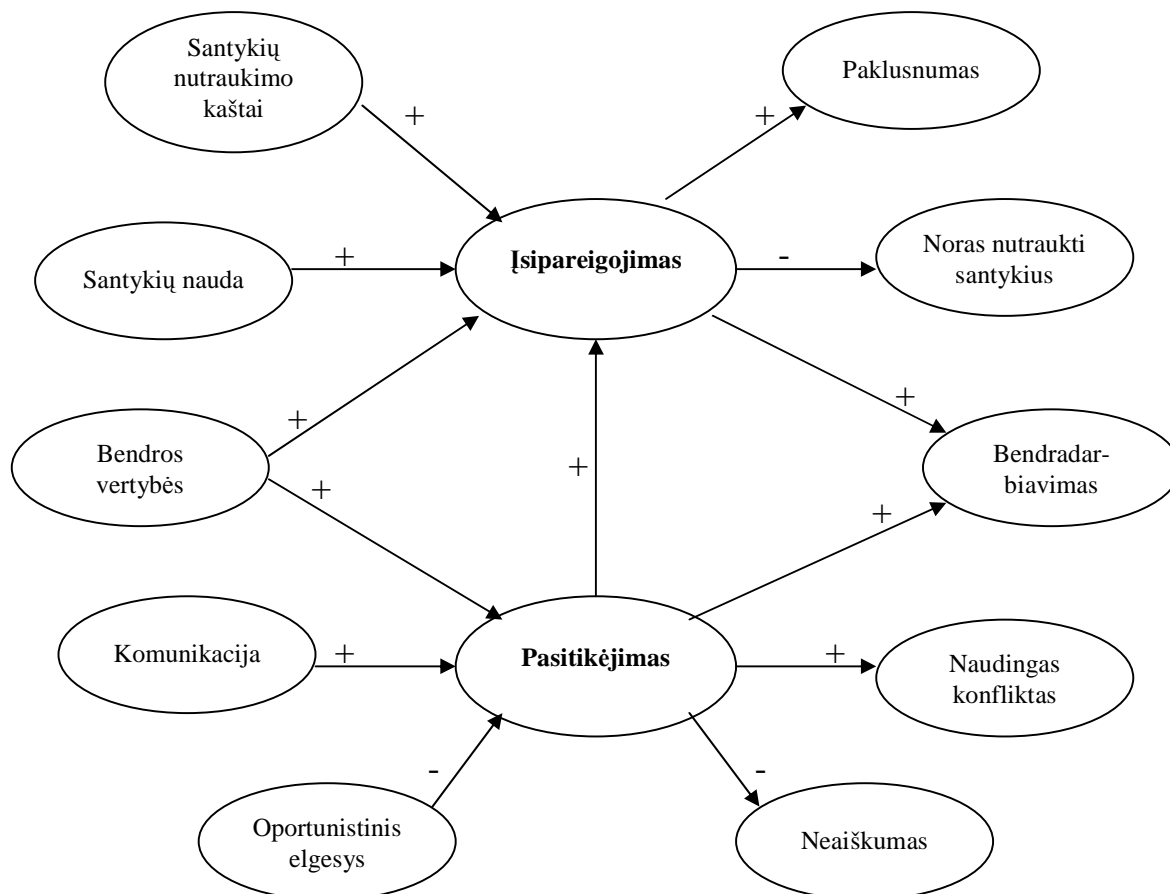 Santykių
nutraukimo
kaštai
Paklusnumas
+
+
Santykių nauda
+
Įsipareigojimas
-
Noras nutraukti
santykius
Bendros
vertybės
+
+
+
+
+
Bendradar-
biavimas
Komunikacija
+
Pasitikėjimas
+
Naudingas
konfliktas
-
-
Oportunistinis
elgesys
Neaiškumas